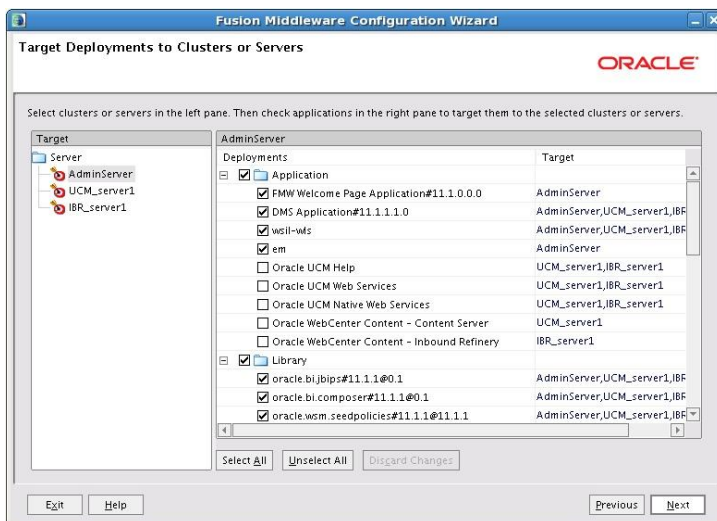 Fusion Middleware Configuration Wizard
Target Deployments to Clusters or Servers
ORACLE
Select clusters or servers in the left pane. Then check applications in the right pane to target them to the selected clusters or servers.
Target
AdminServer
Server
AdminServer
UCM_server1
IBR_server1
Deployments Target
Application
FMW Welcome Page Application#11.1.0.0.0 AdminServer
DMS Application#11.1.1.1.0 AdminServer,UCM_server1,IBR
wsil-wls AdminServer,UCM_server1,IBR
em AdminServer
Oracle UCM Help UCM_server1,IBR_server1
Oracle UCM Web Services UCM_server1,IBR_server1
Oracle UCM Native Web Services UCM_server1,IBR_server1
Oracle WebCenter Content - Content Server UCM_server1
Oracle WebCenter Content - Inbound Refinery IBR_server1
Library
oracle.bi.jbips#11.1.1@0.1 AdminServer,UCM_server1,IBR
oracle.bi.composer#11.1.1@0.1 AdminServer,UCM_server1,IBR
oracle.wsm.seedpolicies#11.1.1@11.1.1 AdminServer,UCM_server1,IBR
Select All Unselect All Discard Changes
Exit Help Previous Next